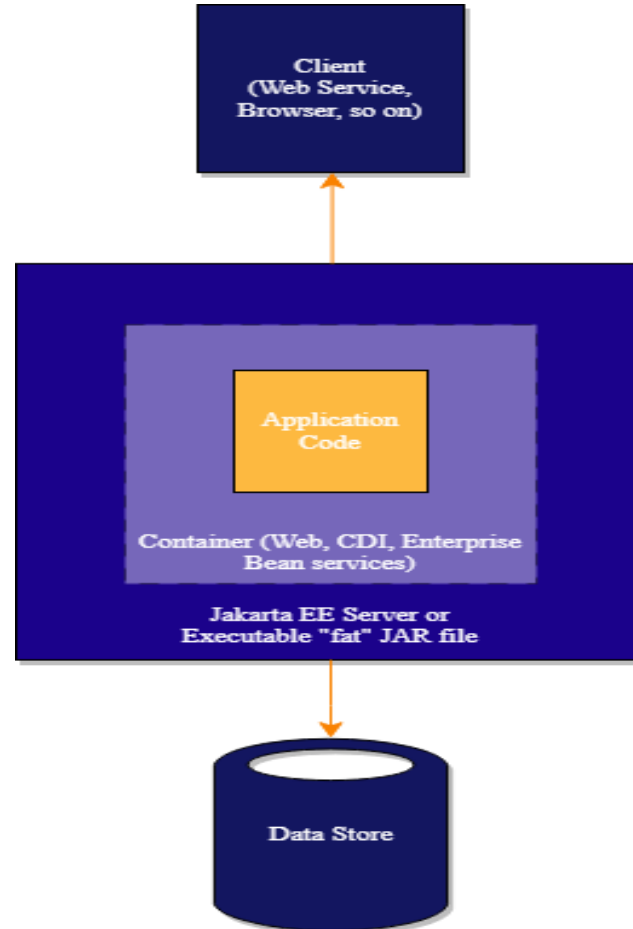 Client
(Web Service,
Browser, so on)
Application
Code
Container (Web, CDI, Enterprise
Bean services)
Jakarta EE Server or
Executable "fat" JAR file
Data Store